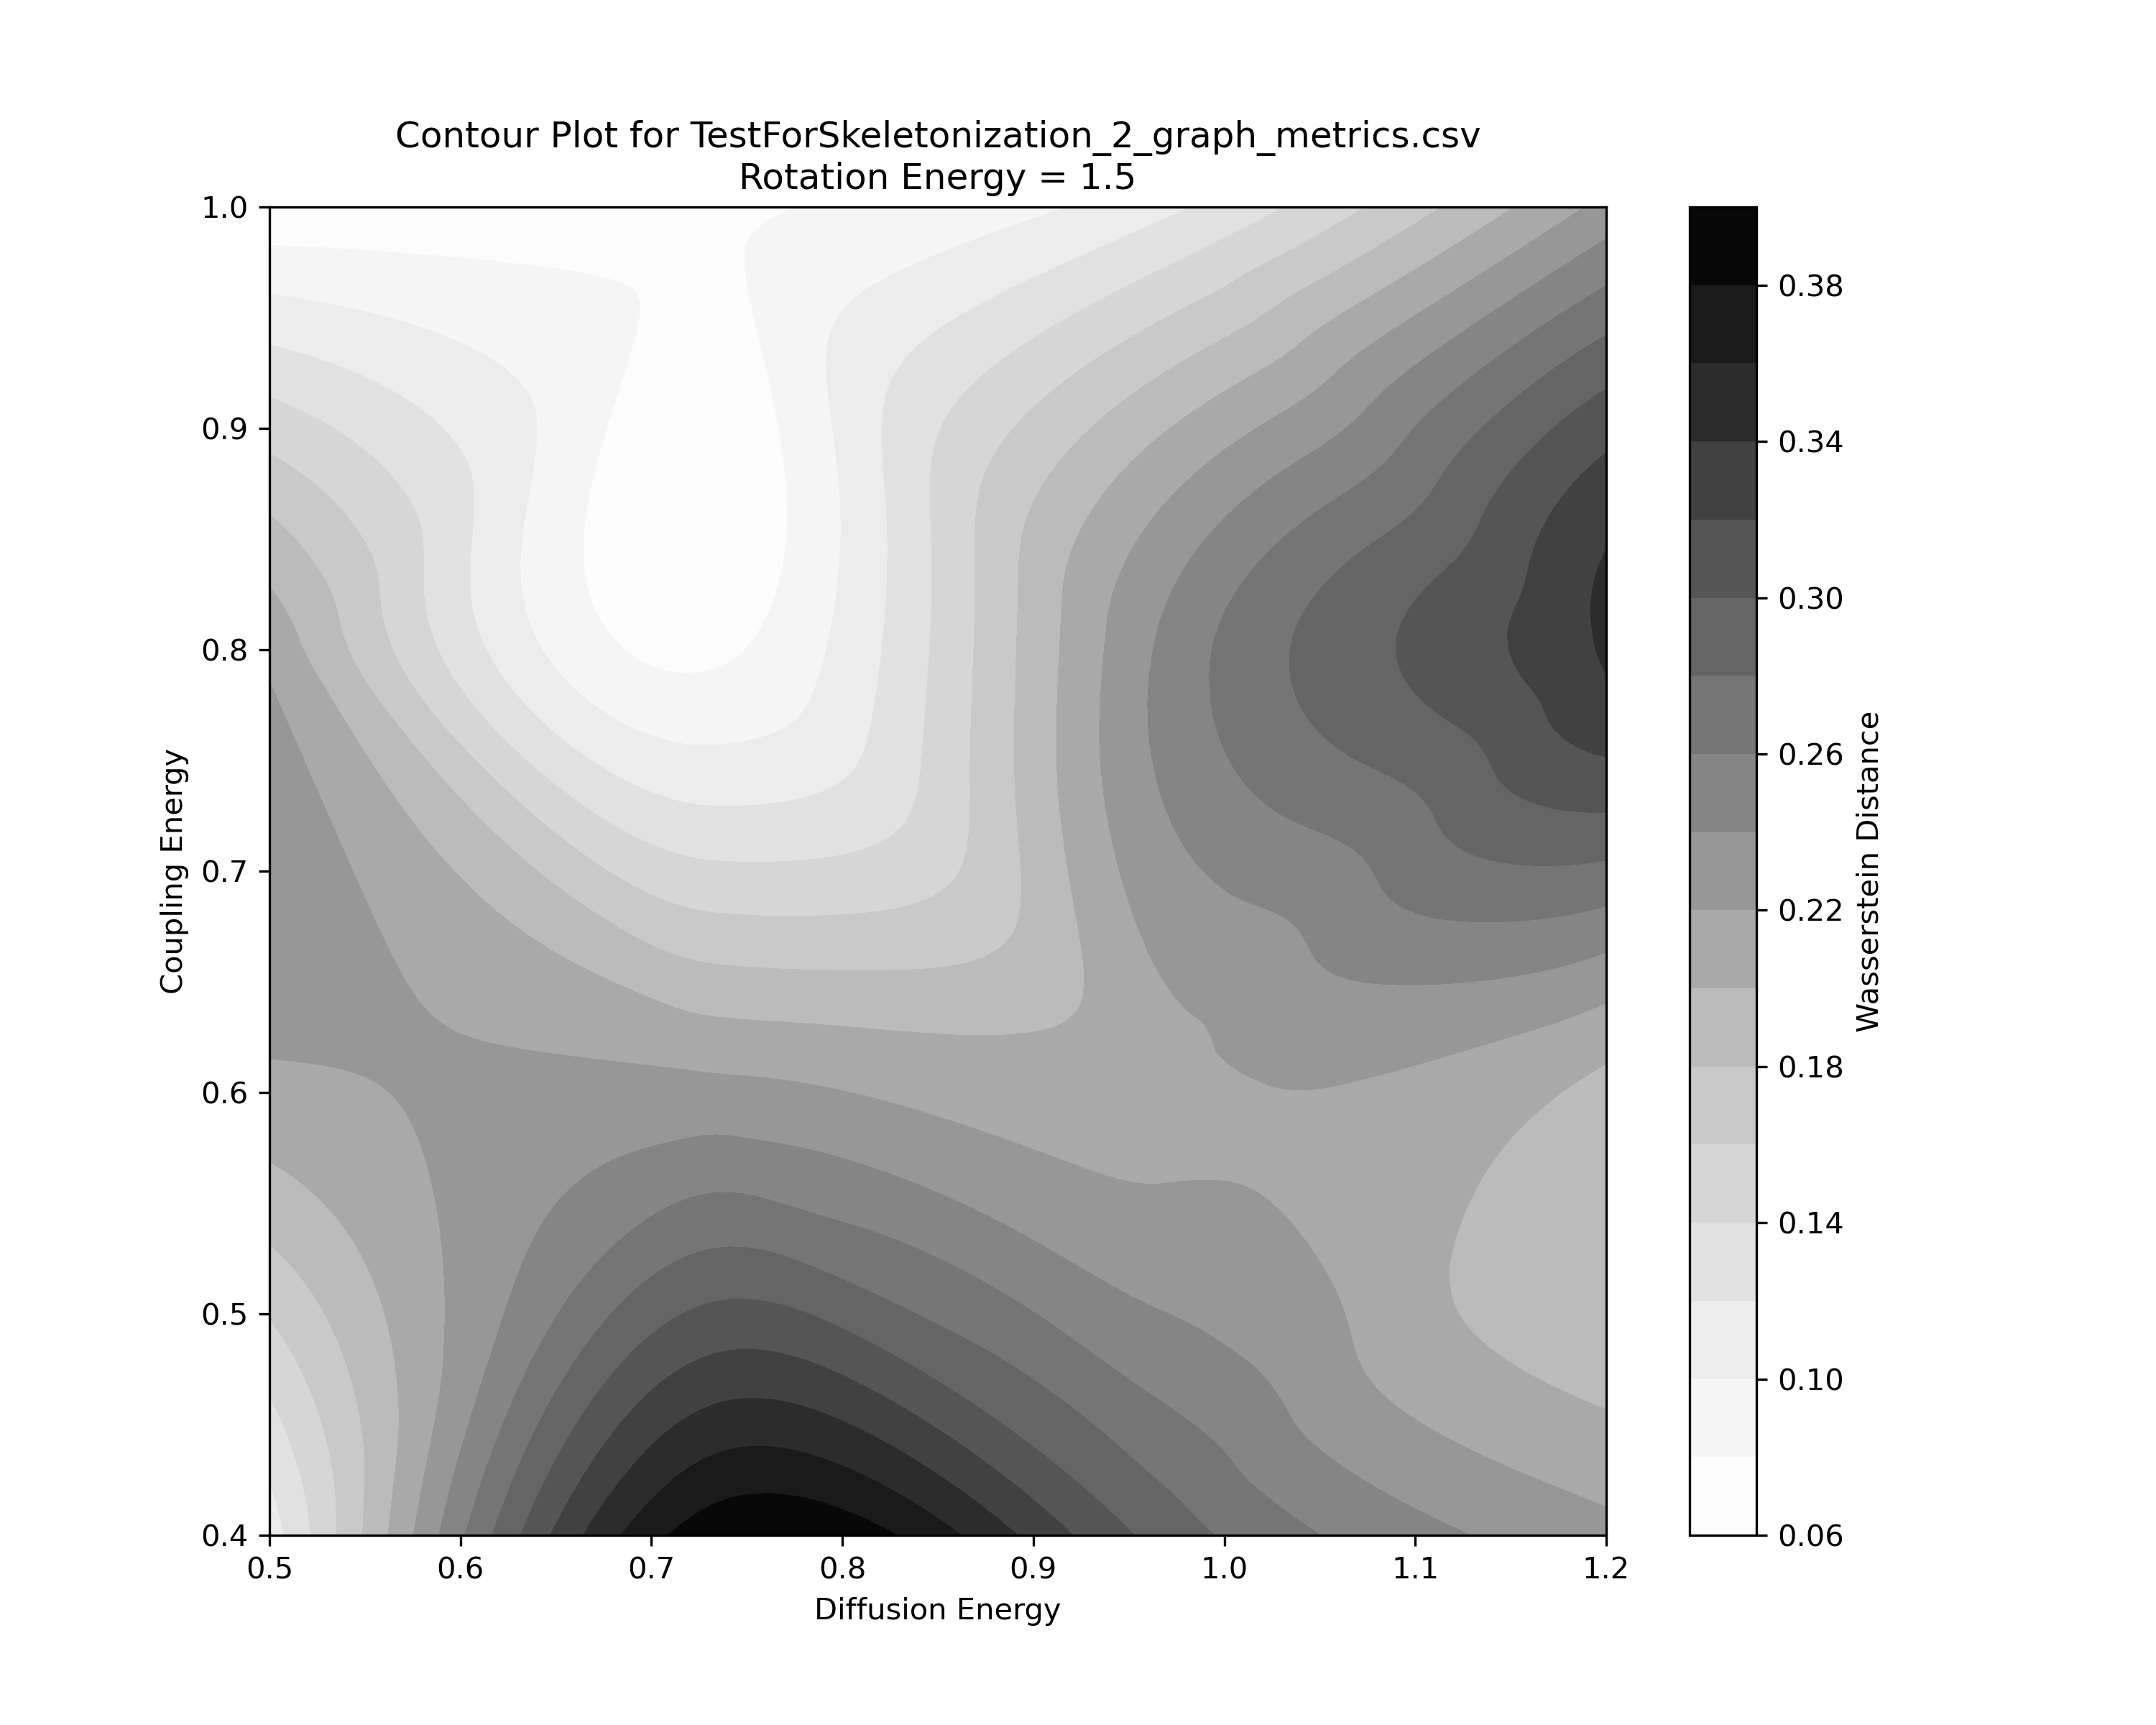 Contour Plot for TestForSkeletonization_2_graph_metrics.csv
Rotation Energy = 1.5
1.0
0.9
0.8
0.7
0.6
0.5
0.4
Coupling Energy
0.5 0.6 0.7 0.8 0.9 1.0 1.1 1.2
Diffusion Energy
0.38
0.34
0.30
0.26
0.22
0.18
0.14
0.10
0.06
Wasserstein Distance